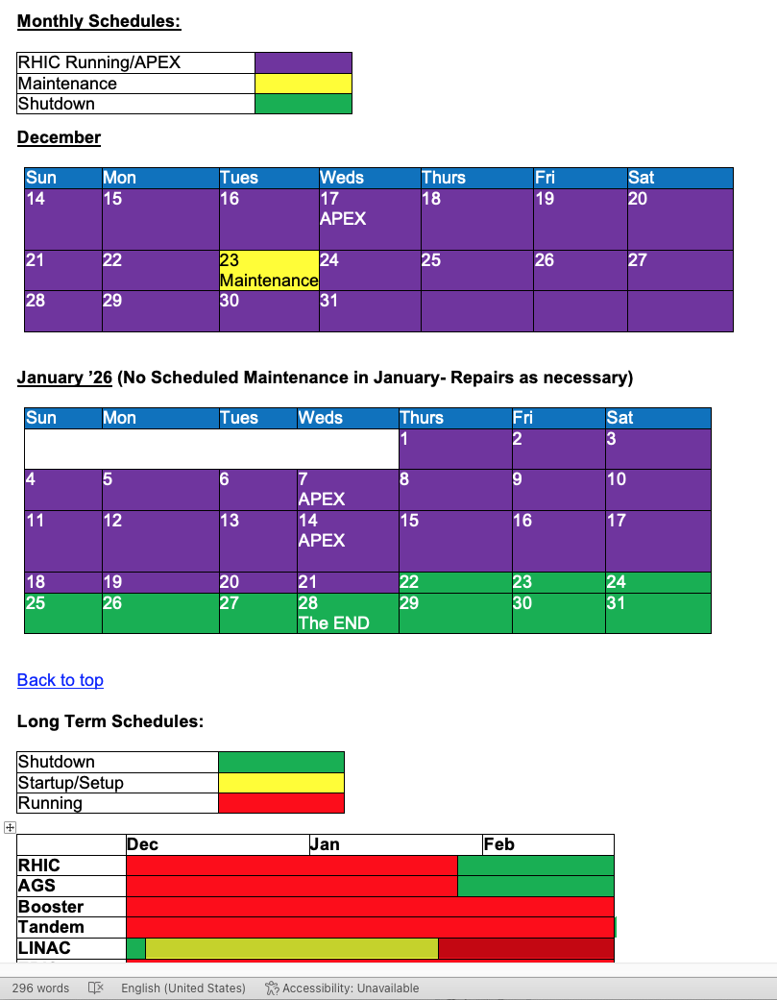 Monthly Schedules:
RHIC Running/APEX
Maintenance
Shutdown
December
Sun Mon Tues Weds Thurs Fri Sat
14 15 16 17 18 19 20
APEX
21 22 23 24 25 26 27
Maintenance
28 29 30 31
January ’26 (No Scheduled Maintenance in January- Repairs as necessary)
Sun Mon Tues Weds Thurs Fri Sat
1 2 3
4 5 6 7 8 9 10
APEX
11 12 13 14 15 16 17
APEX
18 19 20 21 22 23 24
25 26 27 28 29 30 31
The END
Back to top
Long Term Schedules:
Shutdown
Startup/Setup
Running
Dec Jan Feb
RHIC
AGS
Booster
Tandem
LINAC
296 words English (United States) Accessibility: Unavailable